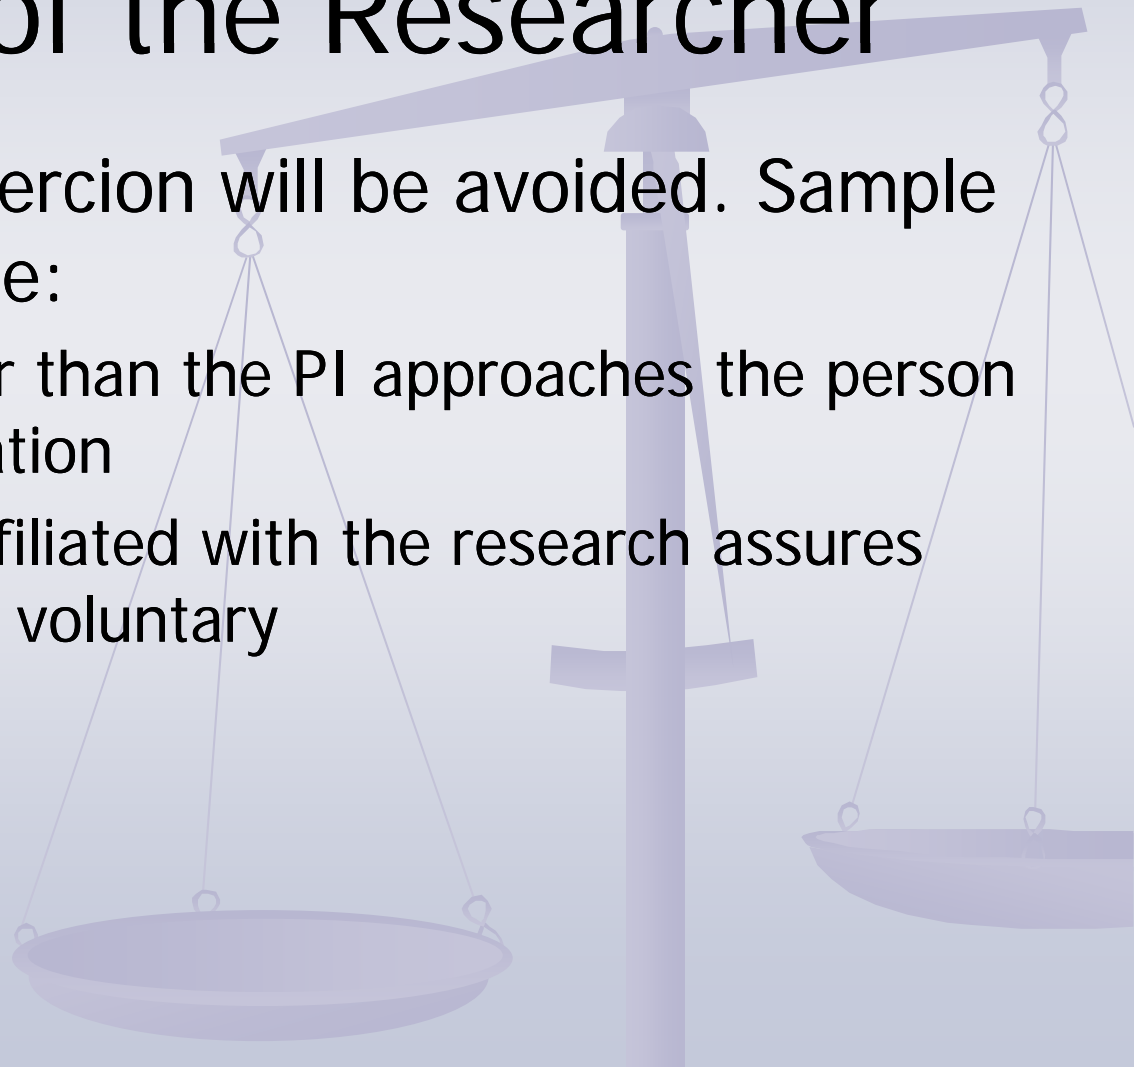 of the Researcher
ercion will be avoided. Sample
e:
r than the PI approaches the person
ation
filiated with the research assures
voluntary